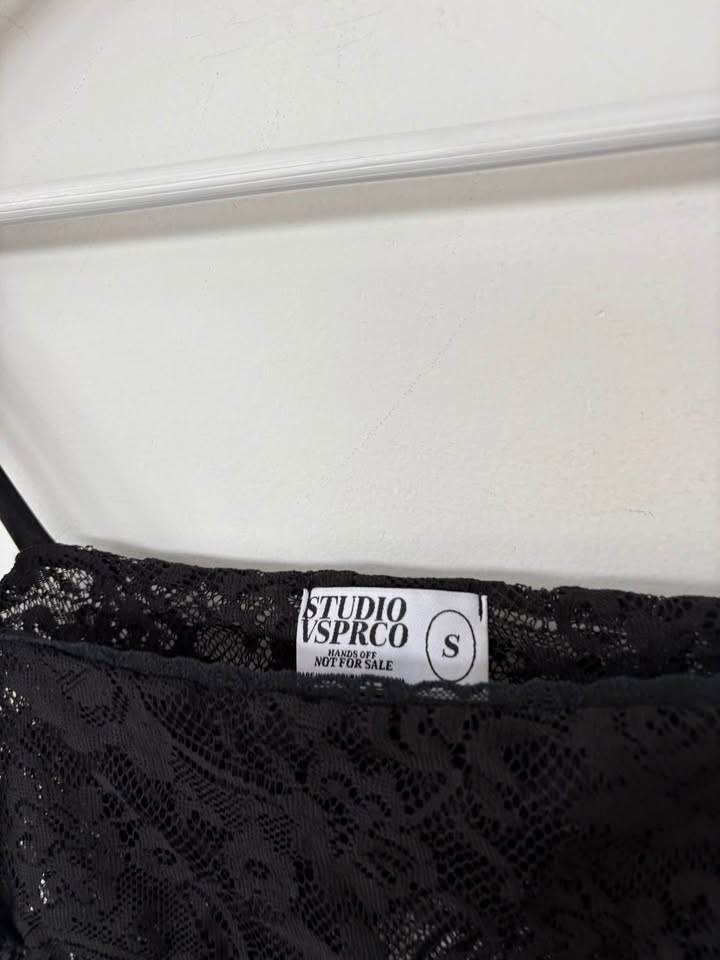 STUDIO
VSPRCO
S
HANDS OFF
NOT FOR SALE